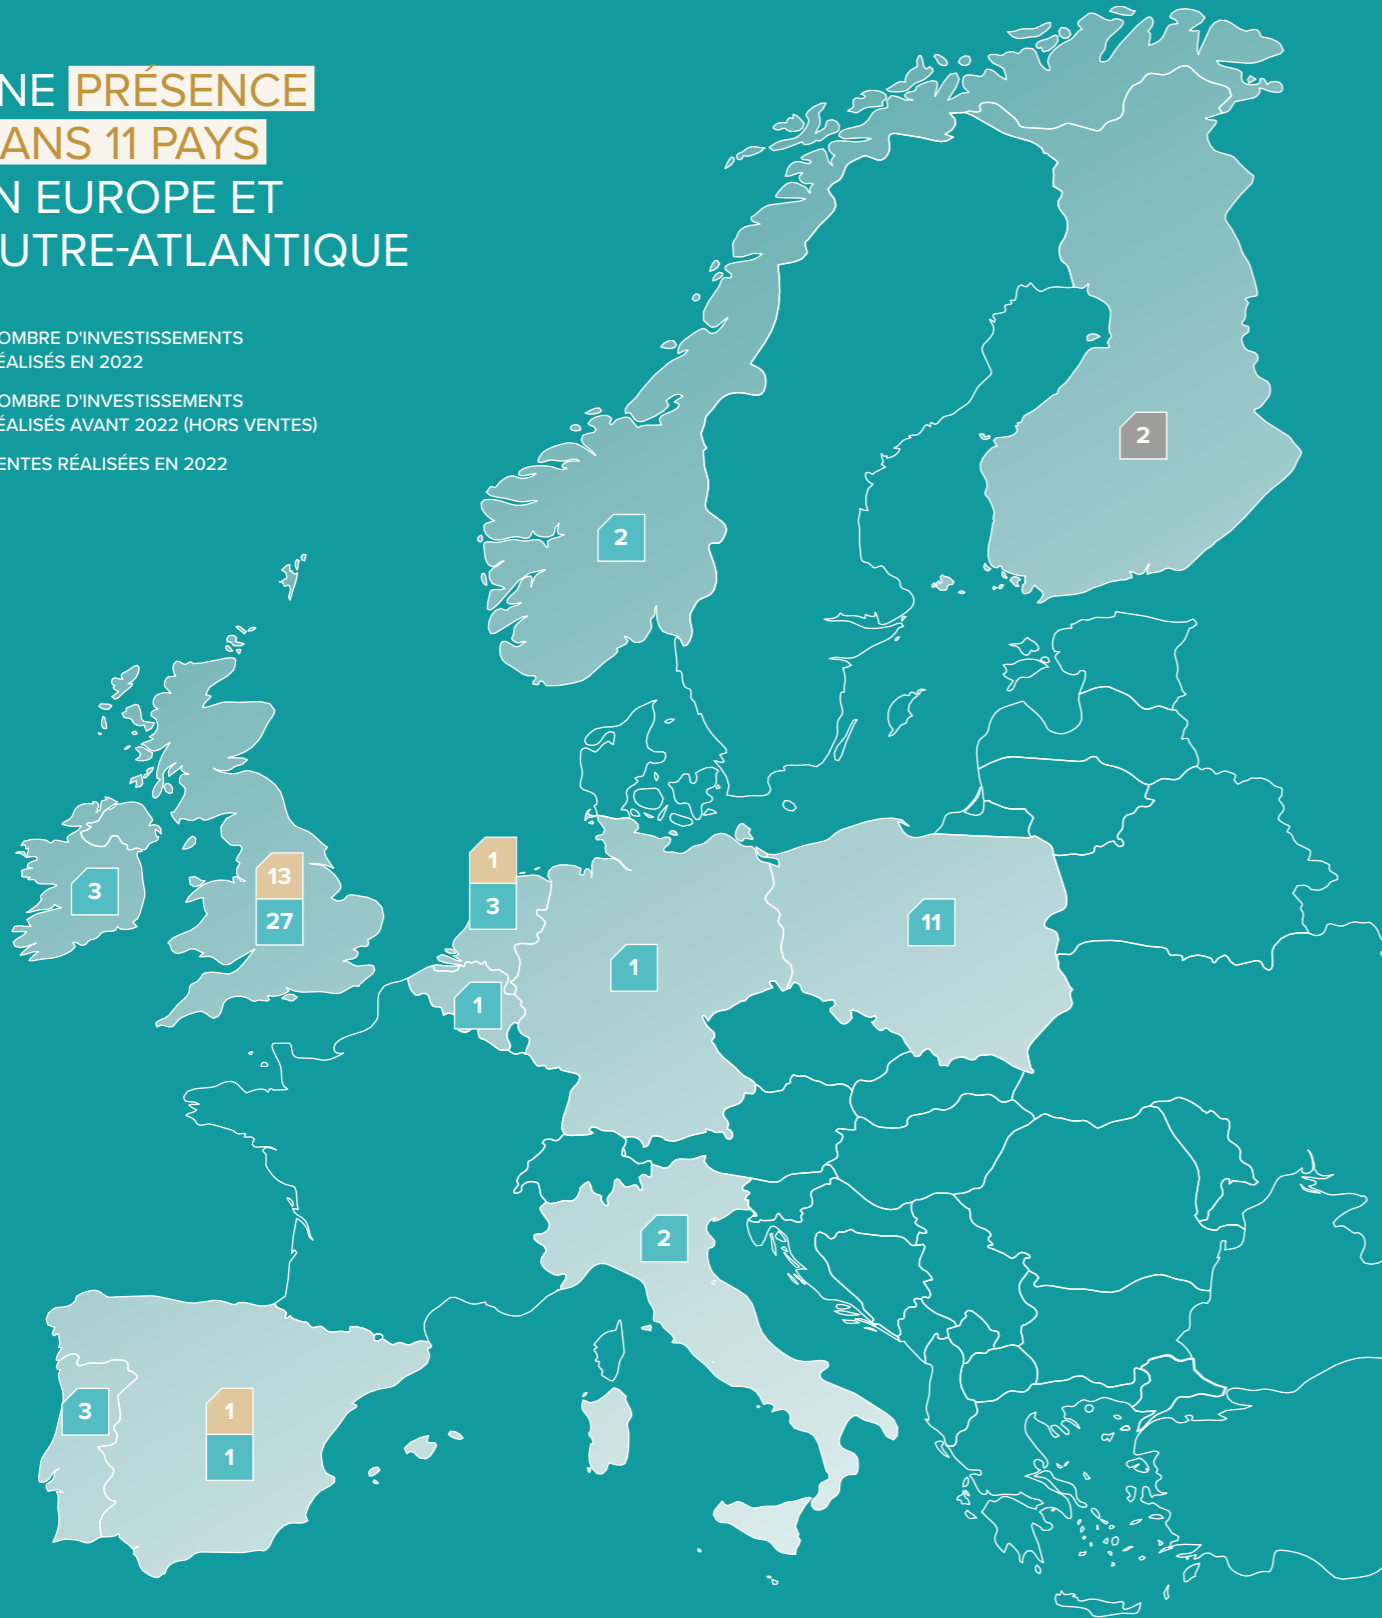 NE PRÉSENCE
ANS 11 PAYS
N EUROPE ET
UTRE-ATLANTIQUE
OMBRE D'INVESTISSEMENTS
ÉALISÉS EN 2022
OMBRE D'INVESTISSEMENTS
ÉALISÉS AVANT 2022 (HORS VENTES)
ENTES RÉALISÉES EN 2022
2
2
3
13
27
1
3
1
1
11
2
3
1
1